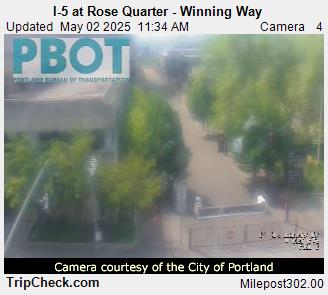 I-5 at Rose Quarter - Winning Way
Updated May 02 2025 11:34 AM Camera 4
PBOT
PORTLAND BUREAU OF TRANSPORTATION
Camera courtesy of the City of Portland
TripCheck.com Milepost302.00